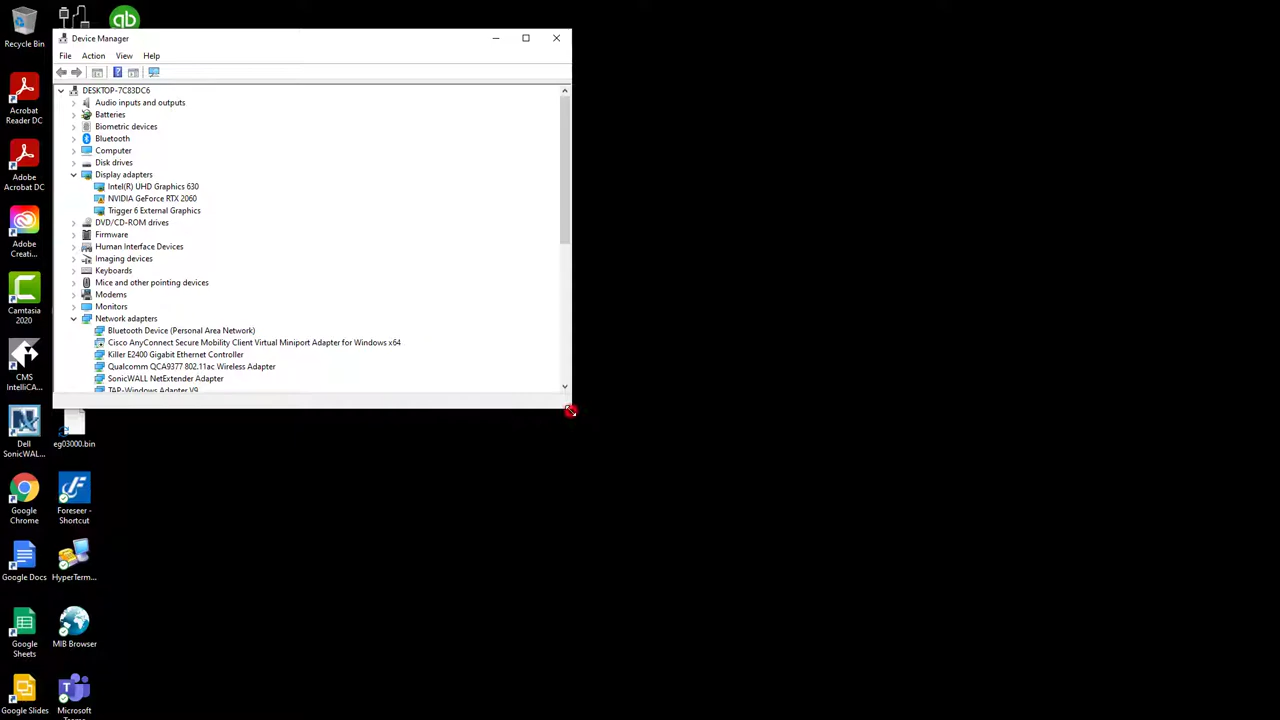 Recycle Bin
Acrobat
Reader DC
Adobe
Acrobat DC
Adobe
Creati...
Camtasia
2020
CMS
IntelliCA...
Dell
SonicWAL...
Google
Chrome
Google Docs
Google
Sheets
Google Slides
qb
eg03000.bin
Foreseer -
Shortcut
HyperTerm...
MIB Browser
Microsoft
Device Manager
File Action View Help
DESKTOP-7C83DC6
Audio inputs and outputs
Batteries
Biometric devices
Bluetooth
Computer
Disk drives
Display adapters
Intel(R) UHD Graphics 630
NVIDIA GeForce RTX 2060
Trigger 6 External Graphics
DVD/CD-ROM drives
Firmware
Human Interface Devices
Imaging devices
Keyboards
Mice and other pointing devices
Modems
Monitors
Network adapters
Bluetooth Device (Personal Area Network)
Cisco AnyConnect Secure Mobility Client Virtual Miniport Adapter for Windows x64
Killer E2400 Gigabit Ethernet Controller
Qualcomm QCA9377 802.11ac Wireless Adapter
SonicWALL NetExtender Adapter
TAP-Windows Adapter V9